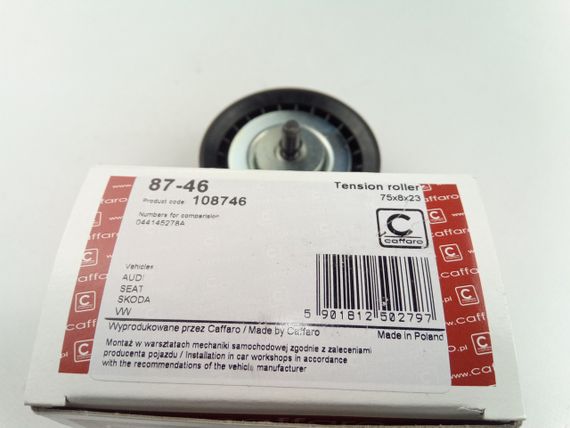 87-46
Tension roller
Product code: 108746
75x8x23
Numbers for comparision
044145276A
C
caffaro
Vehicles
AUDI
SEAT
SKODA
VW
5 901812 502797
Wyprodukowane przez Caffaro / Made by Caffaro
Made in Poland
Montaż w warsztatach mechaniki samochodowej zgodnie z zaleceniami
producenta pojazdu / Installation in car workshops in accordance
with the recommendations of the vehicle manufacturer